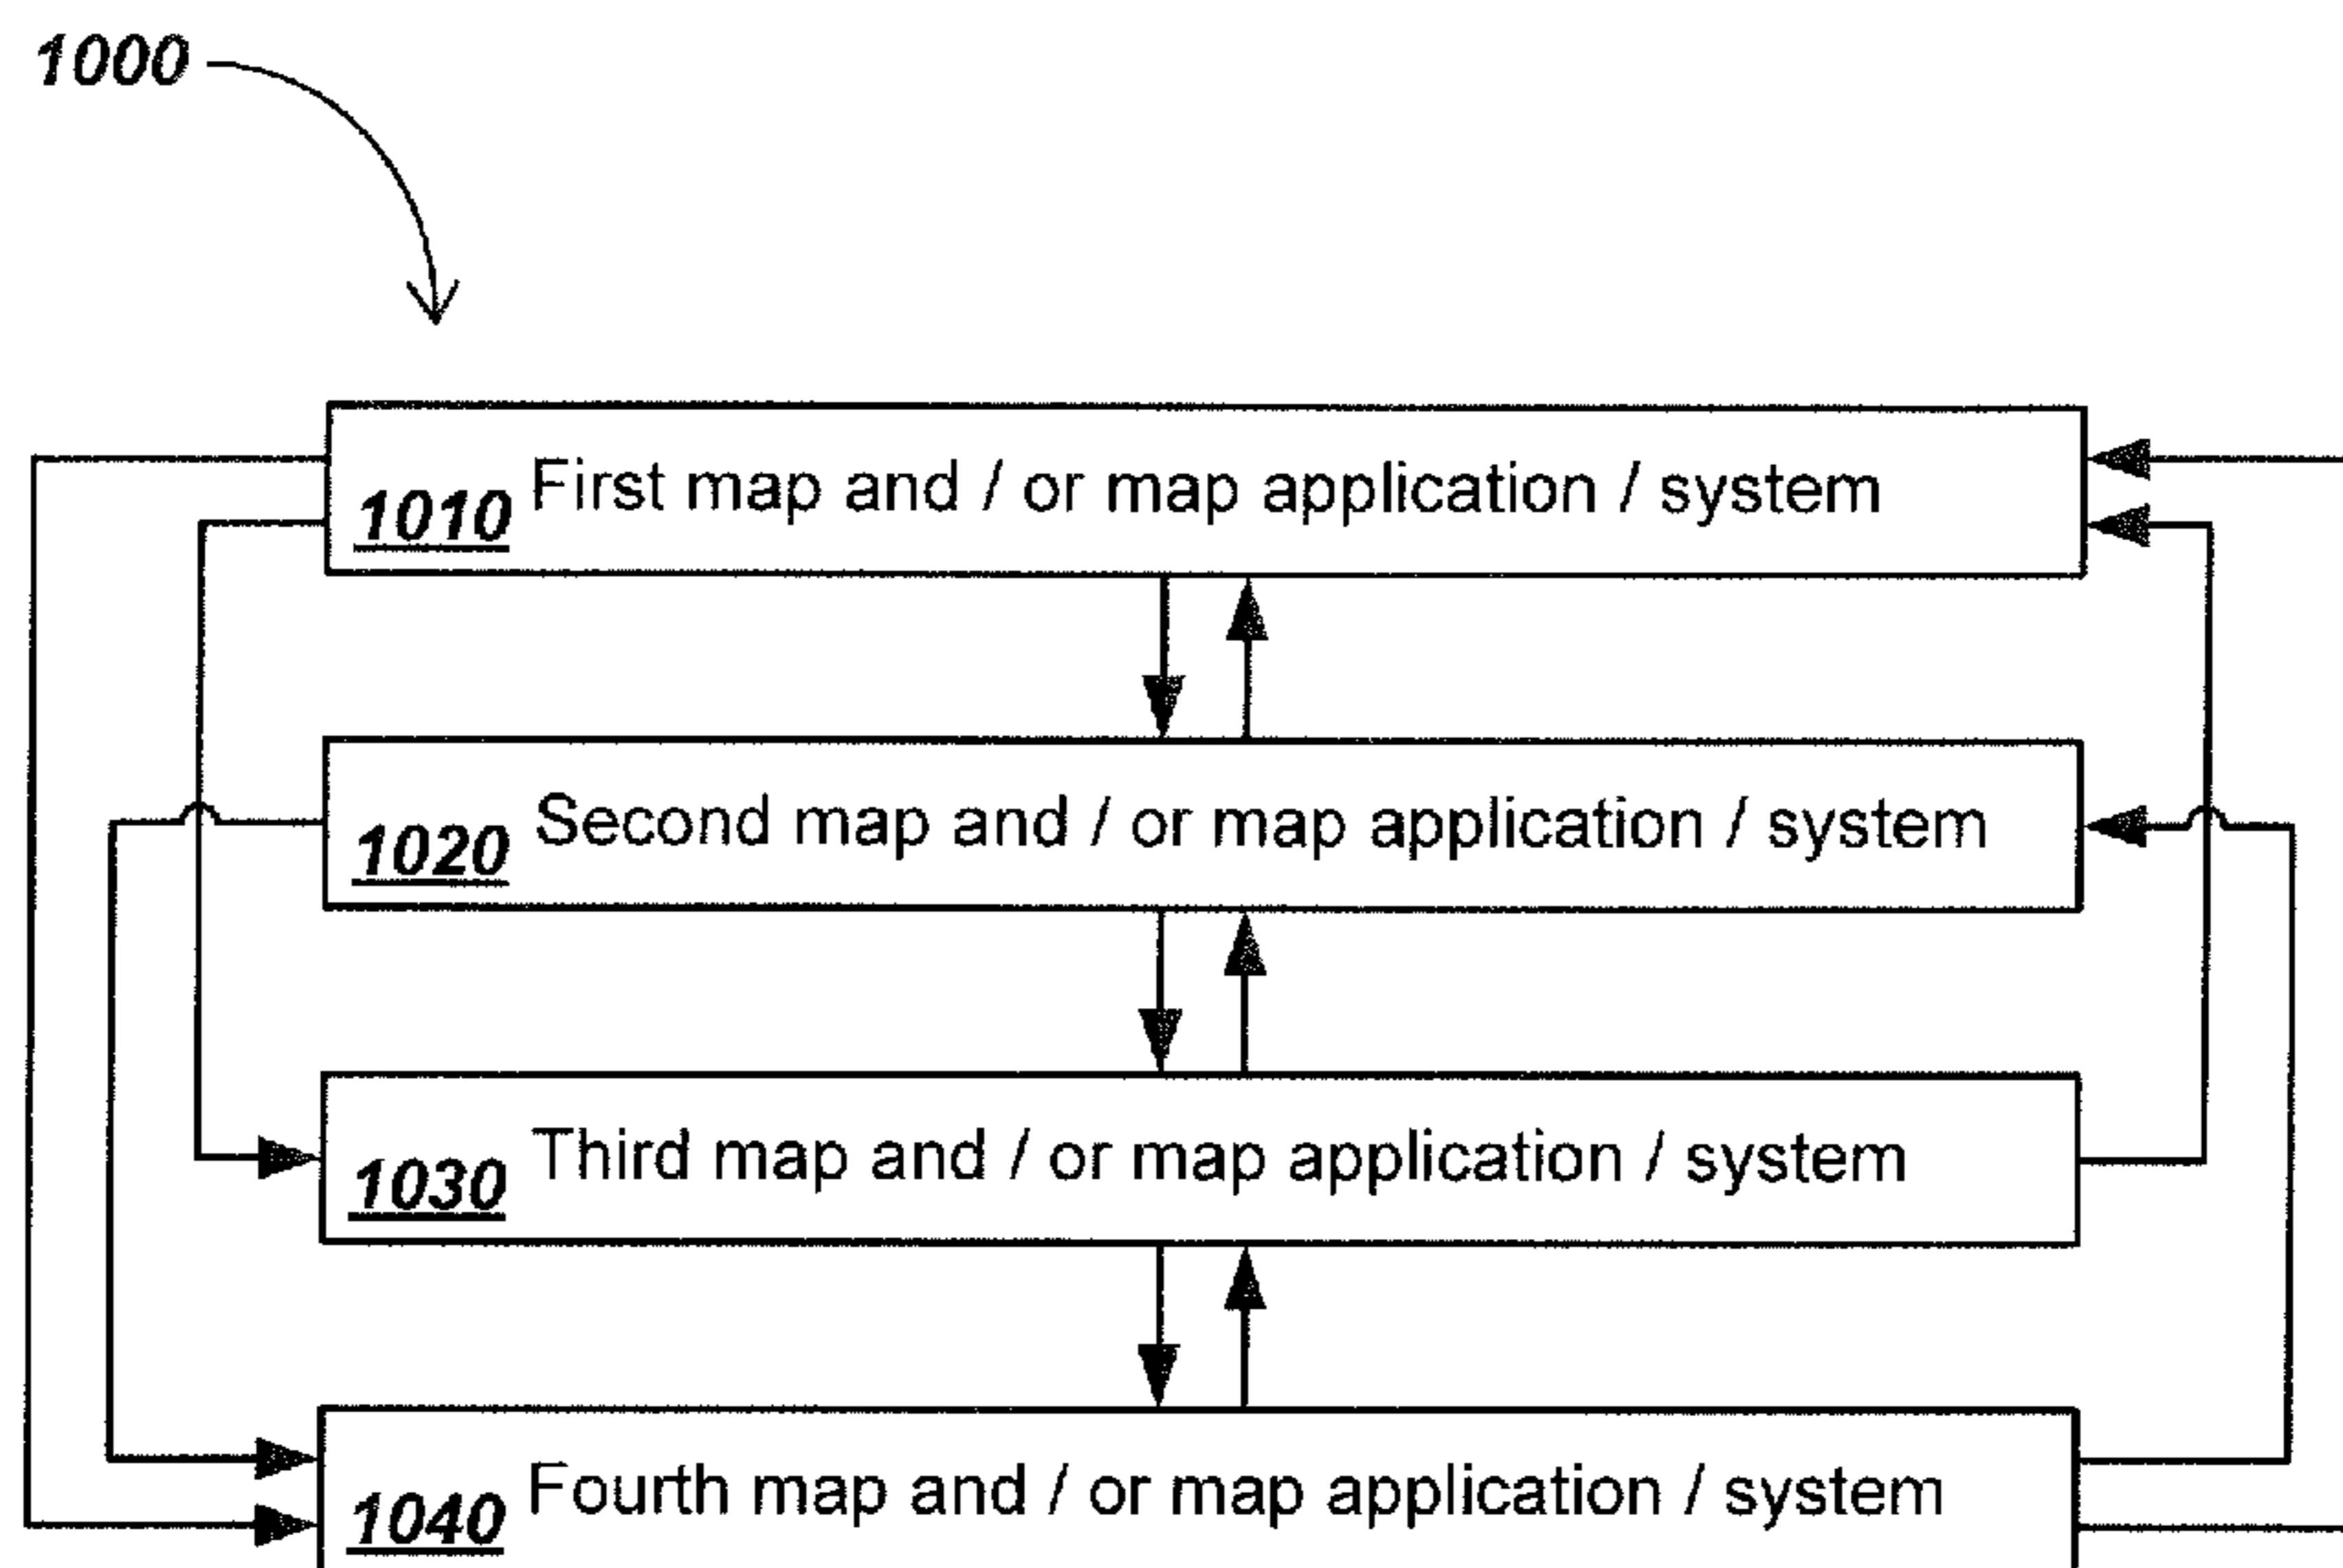 1000
1010 First map and / or map application / system
1020 Second map and / or map application / system
1030 Third map and / or map application / system
1040 Fourth map and / or map application / system